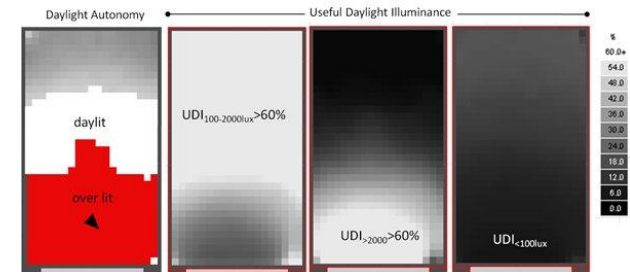 Daylight Autonomy
Useful Daylight Illuminance
daylit
over lit
UDI100-2000lux>60%
UDI>2000>60%
UDI<100lux
%
60.0+
54.0
48.0
42.0
36.0
30.0
24.0
18.0
12.0
6.0
0.0